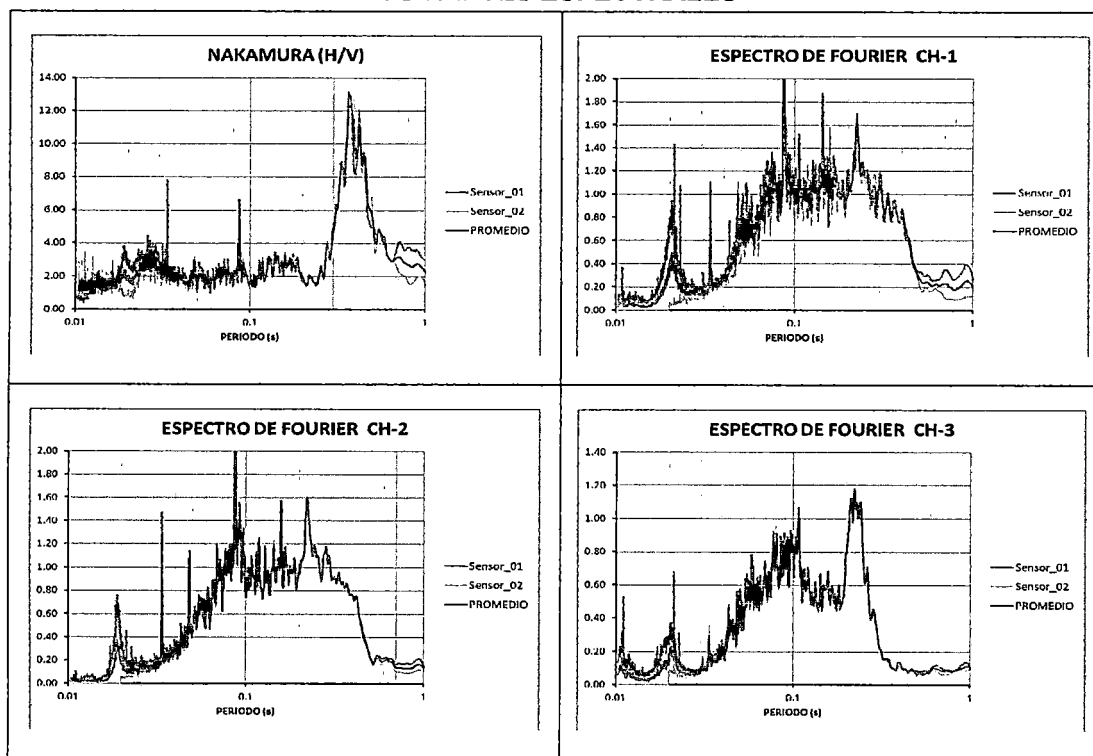 NAKAMURA (H/V)
14.00
12.00
10.00
8.00
6.00
4.00
2.00
0.00
0.01
0.1
1
PERIODO (s)
Sensor_01
Sensor_02
PROMEDIO
ESPECTRO DE FOURIER CH-1
2.00
1.80
1.60
1.40
1.20
1.00
0.80
0.60
0.40
0.20
0.00
0.01
0.1
1
PERIODO (s)
Sensor_01
Sensor_02
PROMEDIO
ESPECTRO DE FOURIER CH-2
2.00
1.80
1.60
1.40
1.20
1.00
0.80
0.60
0.40
0.20
0.00
0.01
0.1
1
PERIODO (s)
Sensor_01
Sensor_02
PROMEDIO
ESPECTRO DE FOURIER CH-3
1.40
1.20
1.00
0.80
0.60
0.40
0.20
0.00
0.01
0.1
1
PERIODO (s)
Sensor_01
Sensor_02
PROMEDIO